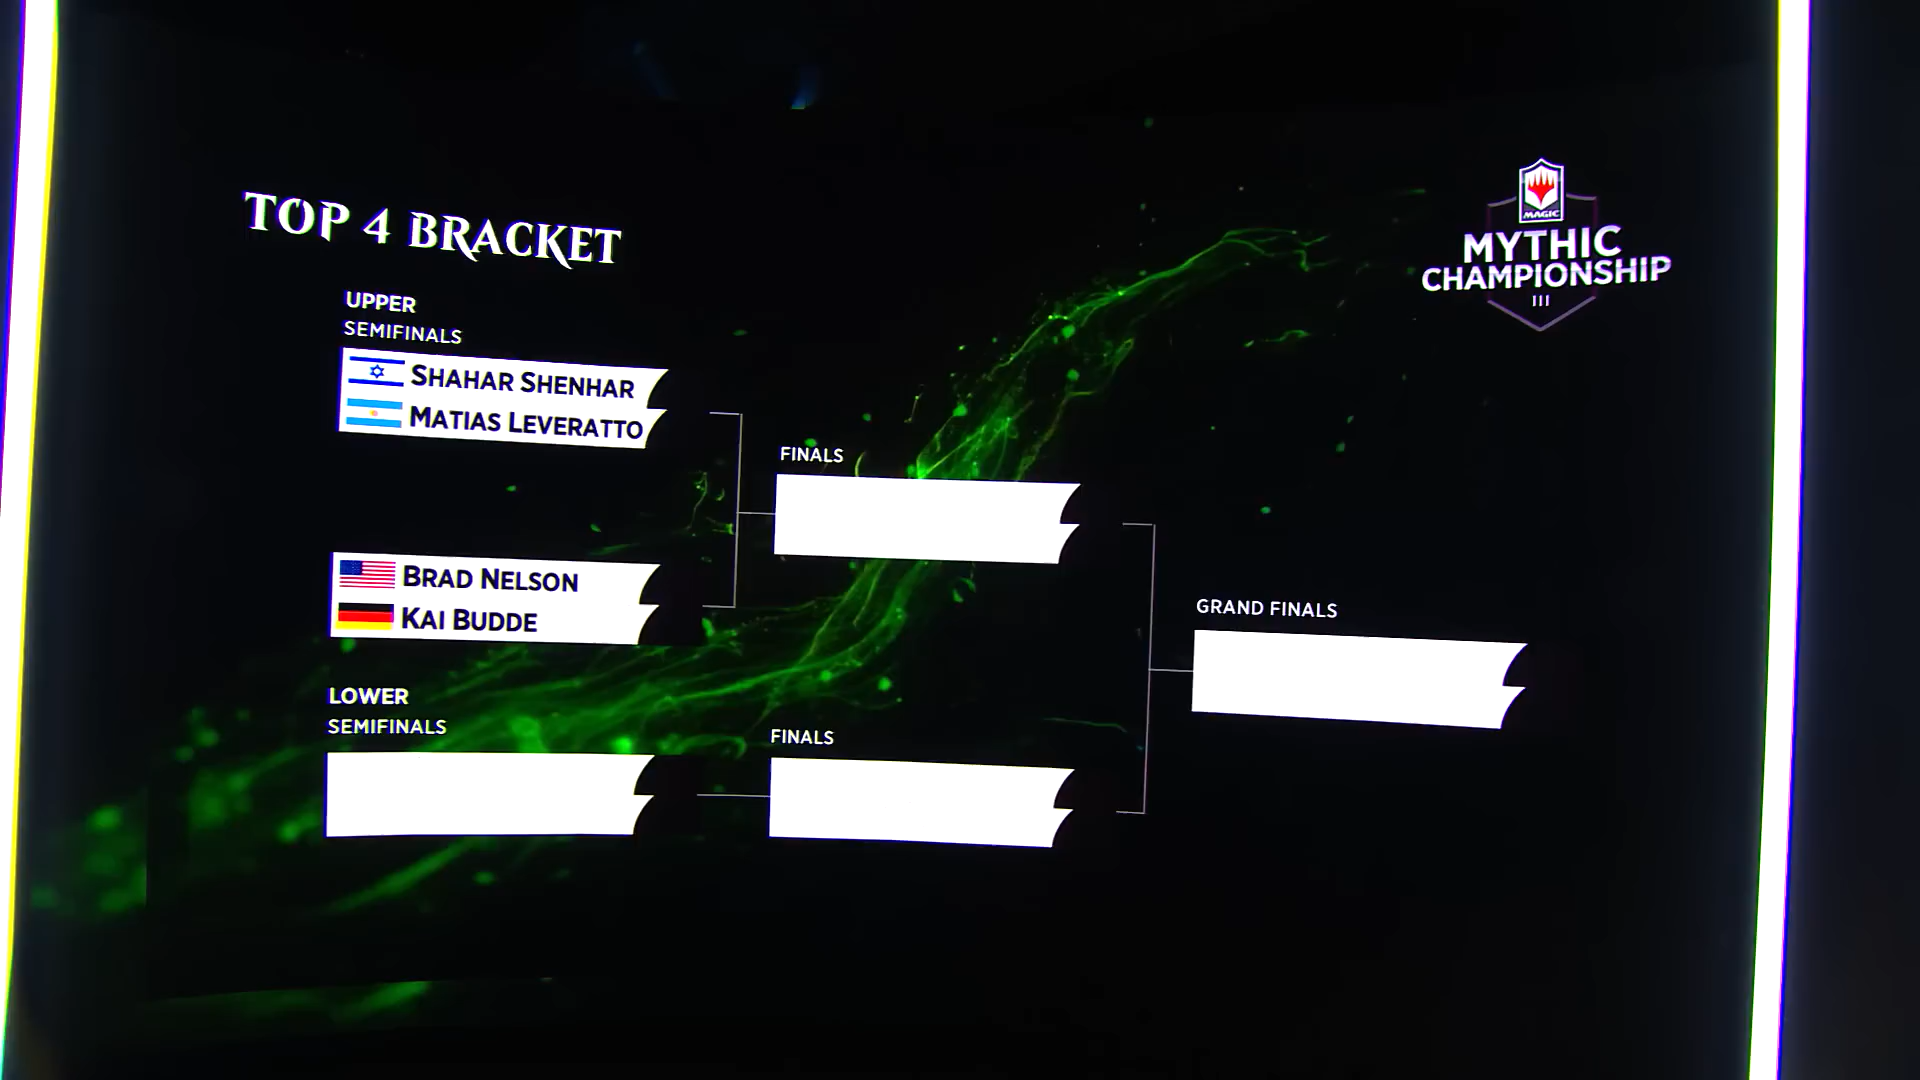 TOP 4 BRACKET
MAGIC
MYTHIC
CHAMPIONSHIP
III
UPPER
SEMIFINALS
SHAHAR SHENHAR
MATIAS LEVERATTO
FINALS
BRAD NELSON
KAI BUDDE
GRAND FINALS
LOWER
SEMIFINALS
FINALS